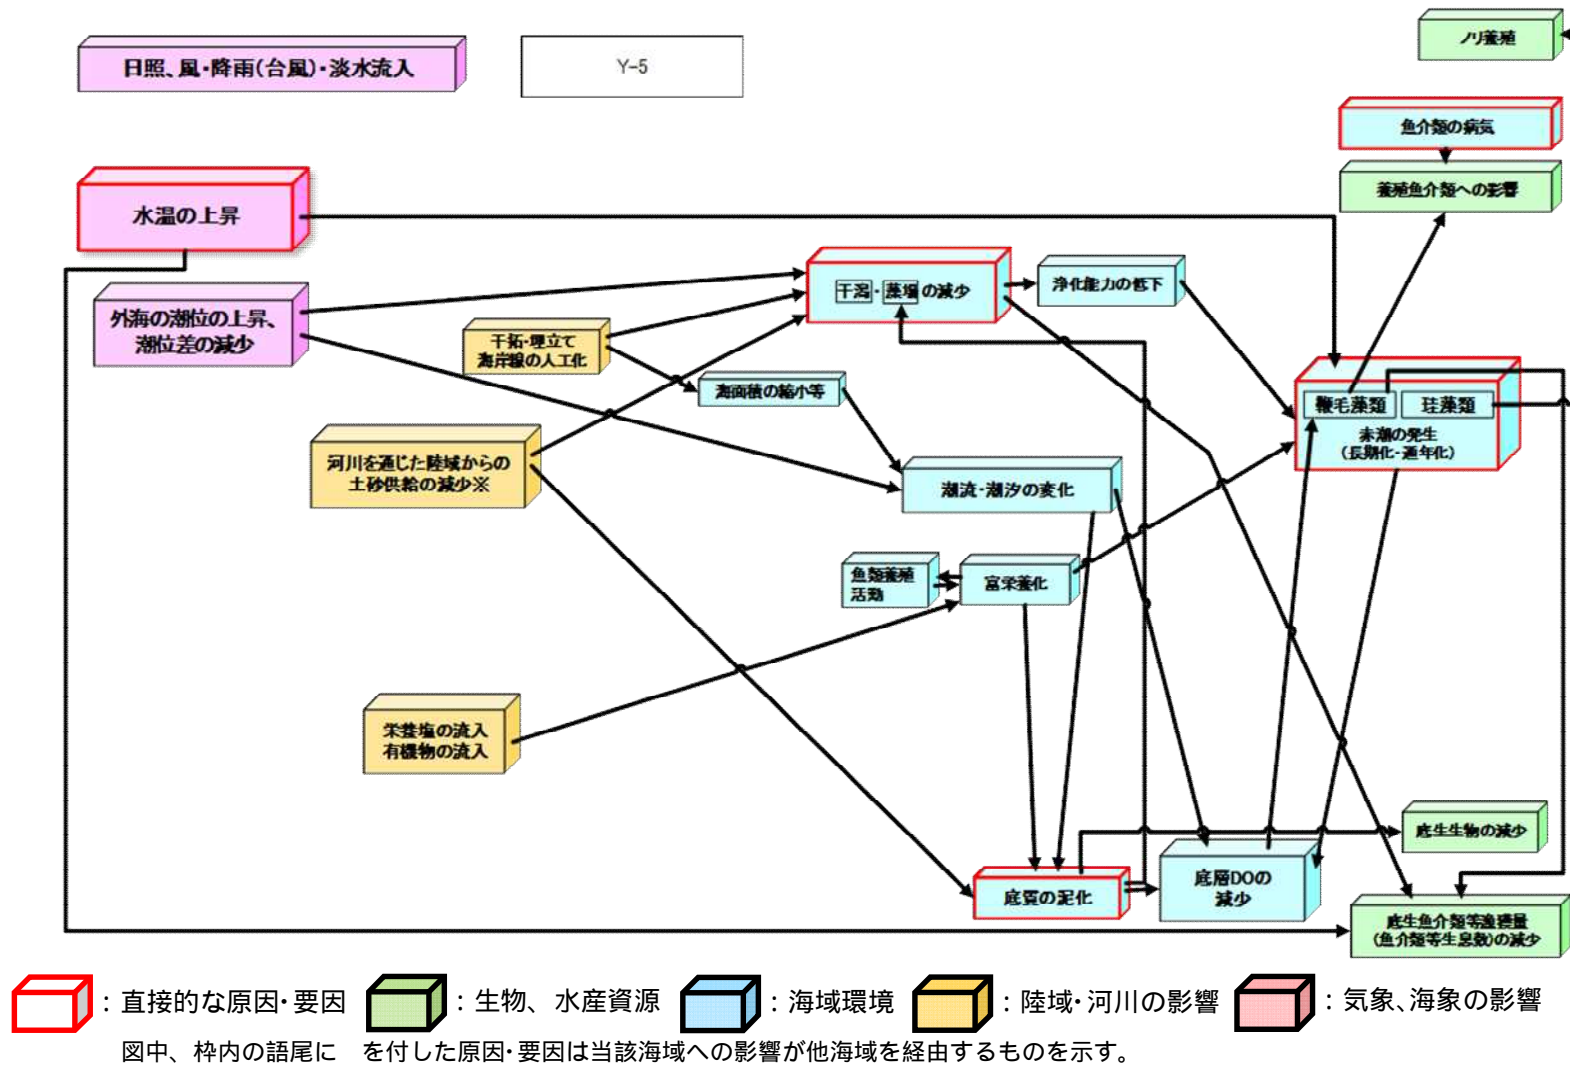 日照、風・降雨(台風)・淡水流入
Y-5
ノリ養殖
魚介類の病気
養殖魚介類への影響
水温の上昇
外海の潮位の上昇、
潮位差の減少
干潟・藻場の減少
浄化能力の低下
干拓・埋立て
海岸線の人工化
海面積の縮小等
鞭毛藻類
珪藻類
赤潮の発生
(長期化・通年化)
河川を通じた陸域からの
土砂供給の減少※
潮流・潮汐の変化
魚類養殖
活動
富栄養化
栄養塩の流入
有機物の流入
底生生物の減少
底質の泥化
底層DOの
減少
底生魚介類等漁獲量
(魚介類等生息数)の減少
：直接的な原因・要因
：生物、水産資源
：海域環境
：陸域・河川の影響
：気象、海象の影響
図中、枠内の語尾に　を付した原因・要因は当該海域への影響が他海域を経由するものを示す。